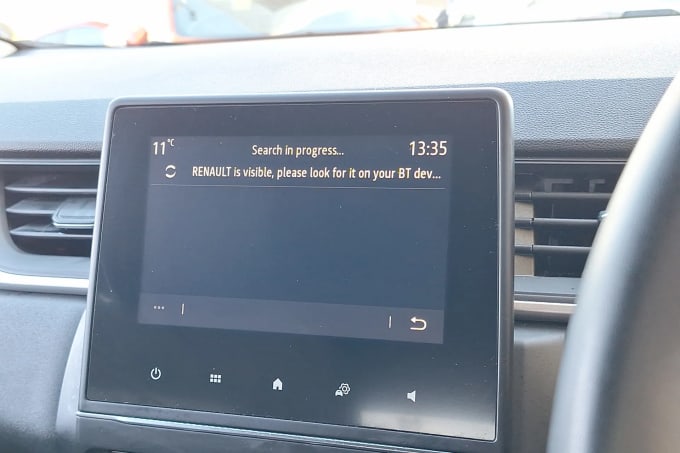 11°C
Search in progress...
13:35
RENAULT is visible, please look for it on your BT dev...